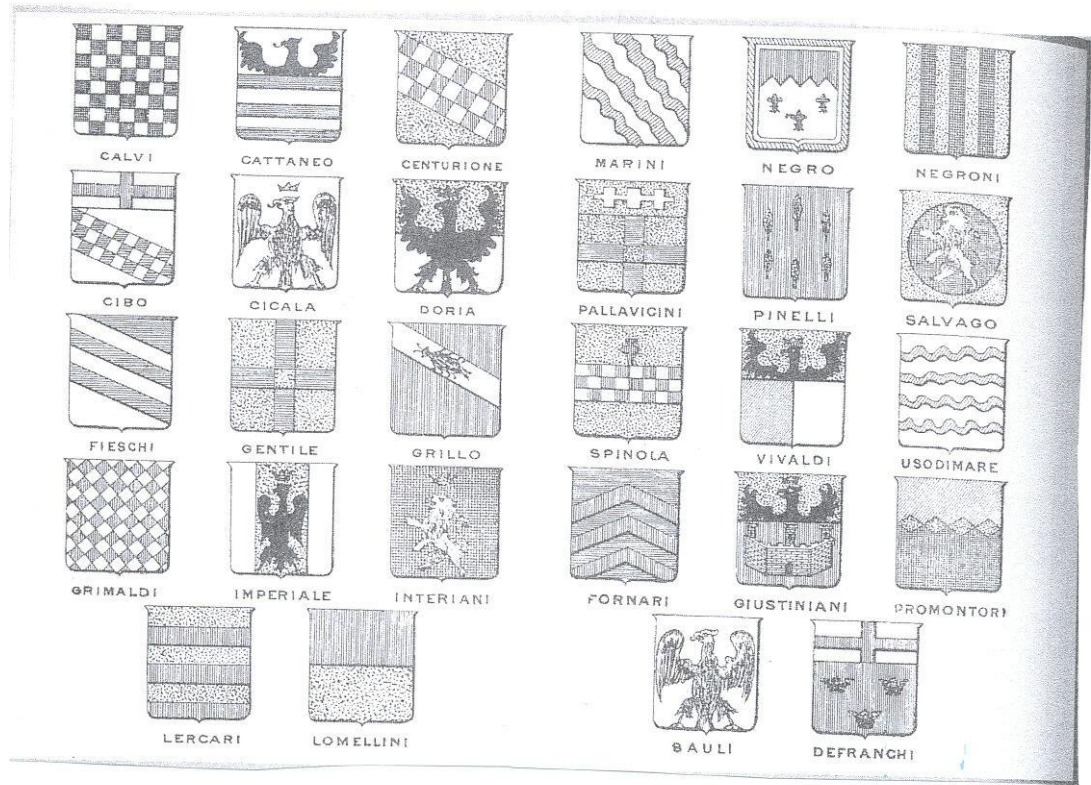 CALVI CATTANEO CENTURIONE MARINI NEGRO NEGRONI
CIBO CICALA DORIA PALLAVICINI PINELLI SALVAGO
FIESCHI GENTILE GRILLO SPINOLA VIVALDI USODIMARE
GRIMALDI IMPERIALE INTERIANI FORNARI GIUSTINIANI PROMONTORI
LERCARI LOMELLINI SAULI DEFRANCHI